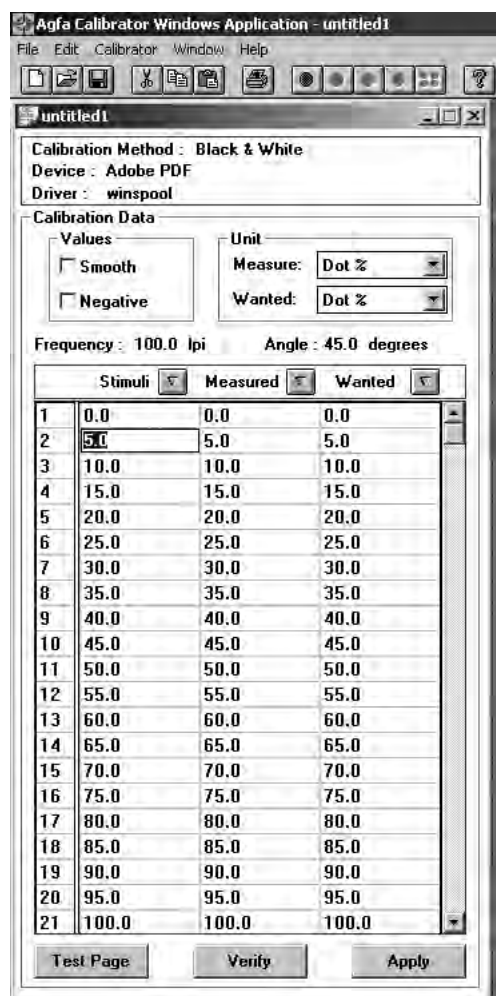 Agfa Calibrator Windows Application - untitled1
File Edit Calibrator Window Help
untitled1
Calibration Method : Black & White
Device : Adobe PDF
Driver : winspool
Calibration Data
Values Unit
Smooth Measure: Dot %
Negative Wanted: Dot %
Frequency : 100.0 lpi Angle : 45.0 degrees
Stimuli Measured Wanted
1 0.0 0.0 0.0
2 5.0 5.0 5.0
3 10.0 10.0 10.0
4 15.0 15.0 15.0
5 20.0 20.0 20.0
6 25.0 25.0 25.0
7 30.0 30.0 30.0
8 35.0 35.0 35.0
9 40.0 40.0 40.0
10 45.0 45.0 45.0
11 50.0 50.0 50.0
12 55.0 55.0 55.0
13 60.0 60.0 60.0
14 65.0 65.0 65.0
15 70.0 70.0 70.0
16 75.0 75.0 75.0
17 80.0 80.0 80.0
18 85.0 85.0 85.0
19 90.0 90.0 90.0
20 95.0 95.0 95.0
21 100.0 100.0 100.0
Test Page Verify Apply